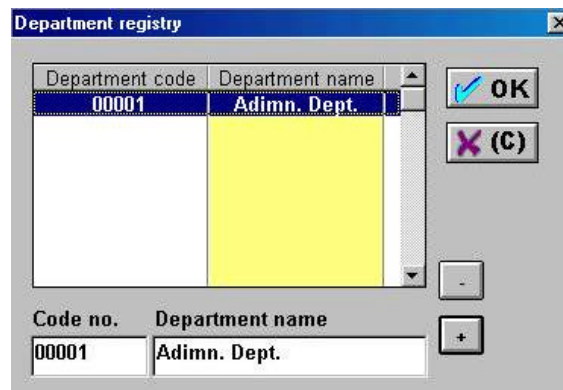 Department registry
Department code Department name
00001 Adimn. Dept.
OK
(C)
-
Code no. Department name
+
00001 Adimn. Dept.